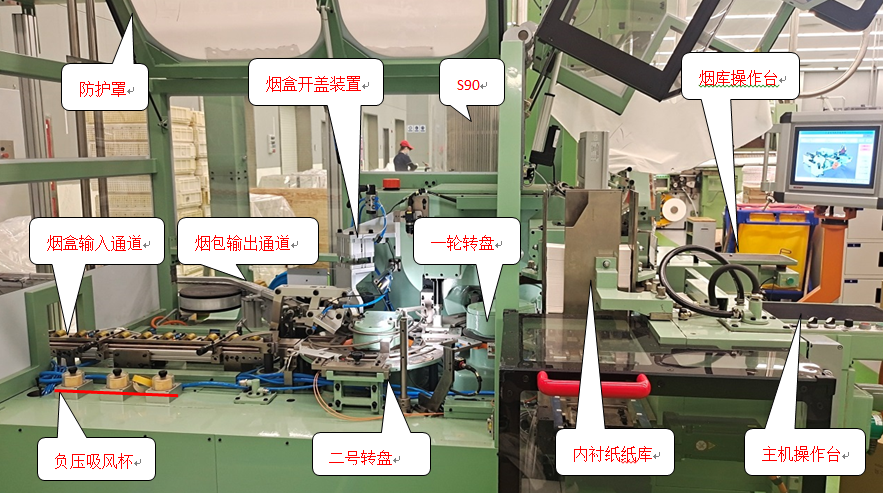 防护罩
烟盒开盖装置
S90
烟库操作台
烟盒输入通道
烟包输出通道
一轮转盘
负压吸风杯
二号转盘
内衬纸纸库
主机操作台